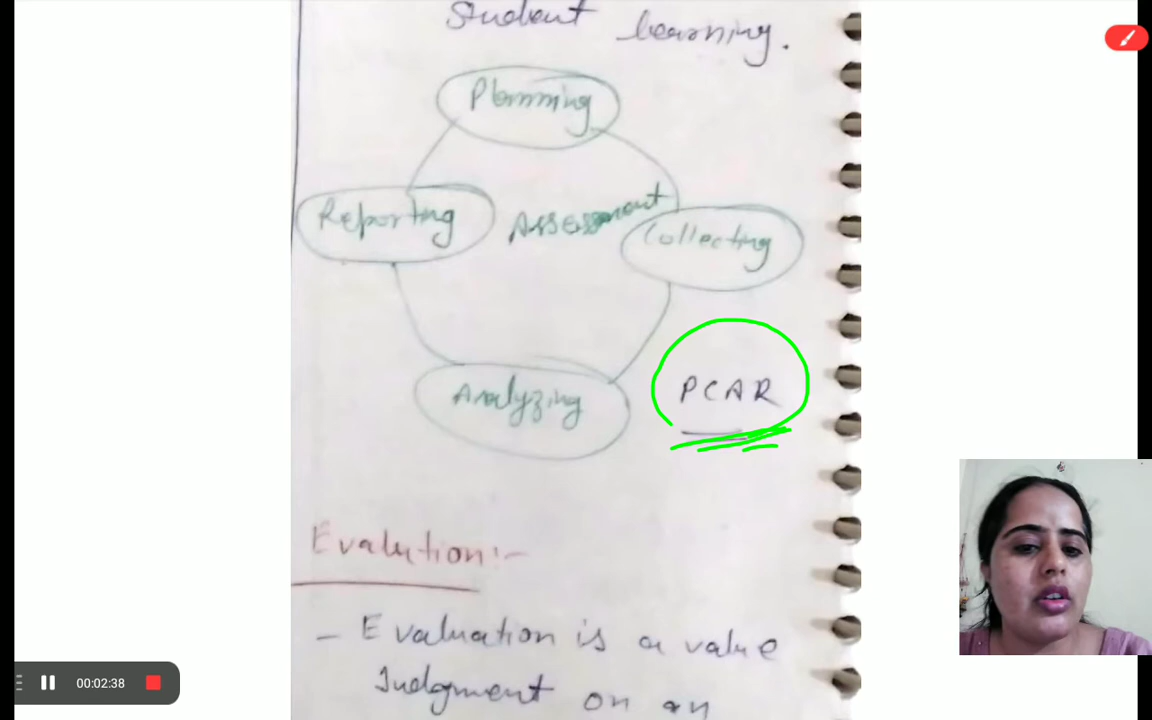 Student learning.
Planning
Reporting
Assessment
Collecting
Analyzing
PCAR
Evalution:-
- Evaluation is a value
Judgment on an
00:02:38